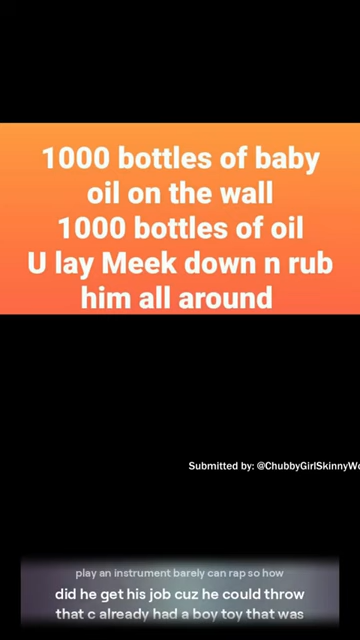 1000 bottles of baby
oil on the wall
1000 bottles of oil
U lay Meek down n rub
him all around
Submitted by: @ChubbyGirlSkinnyWo
play an instrument barely can rap so how
did he get his job cuz he could throw
that c already had a boy toy that was